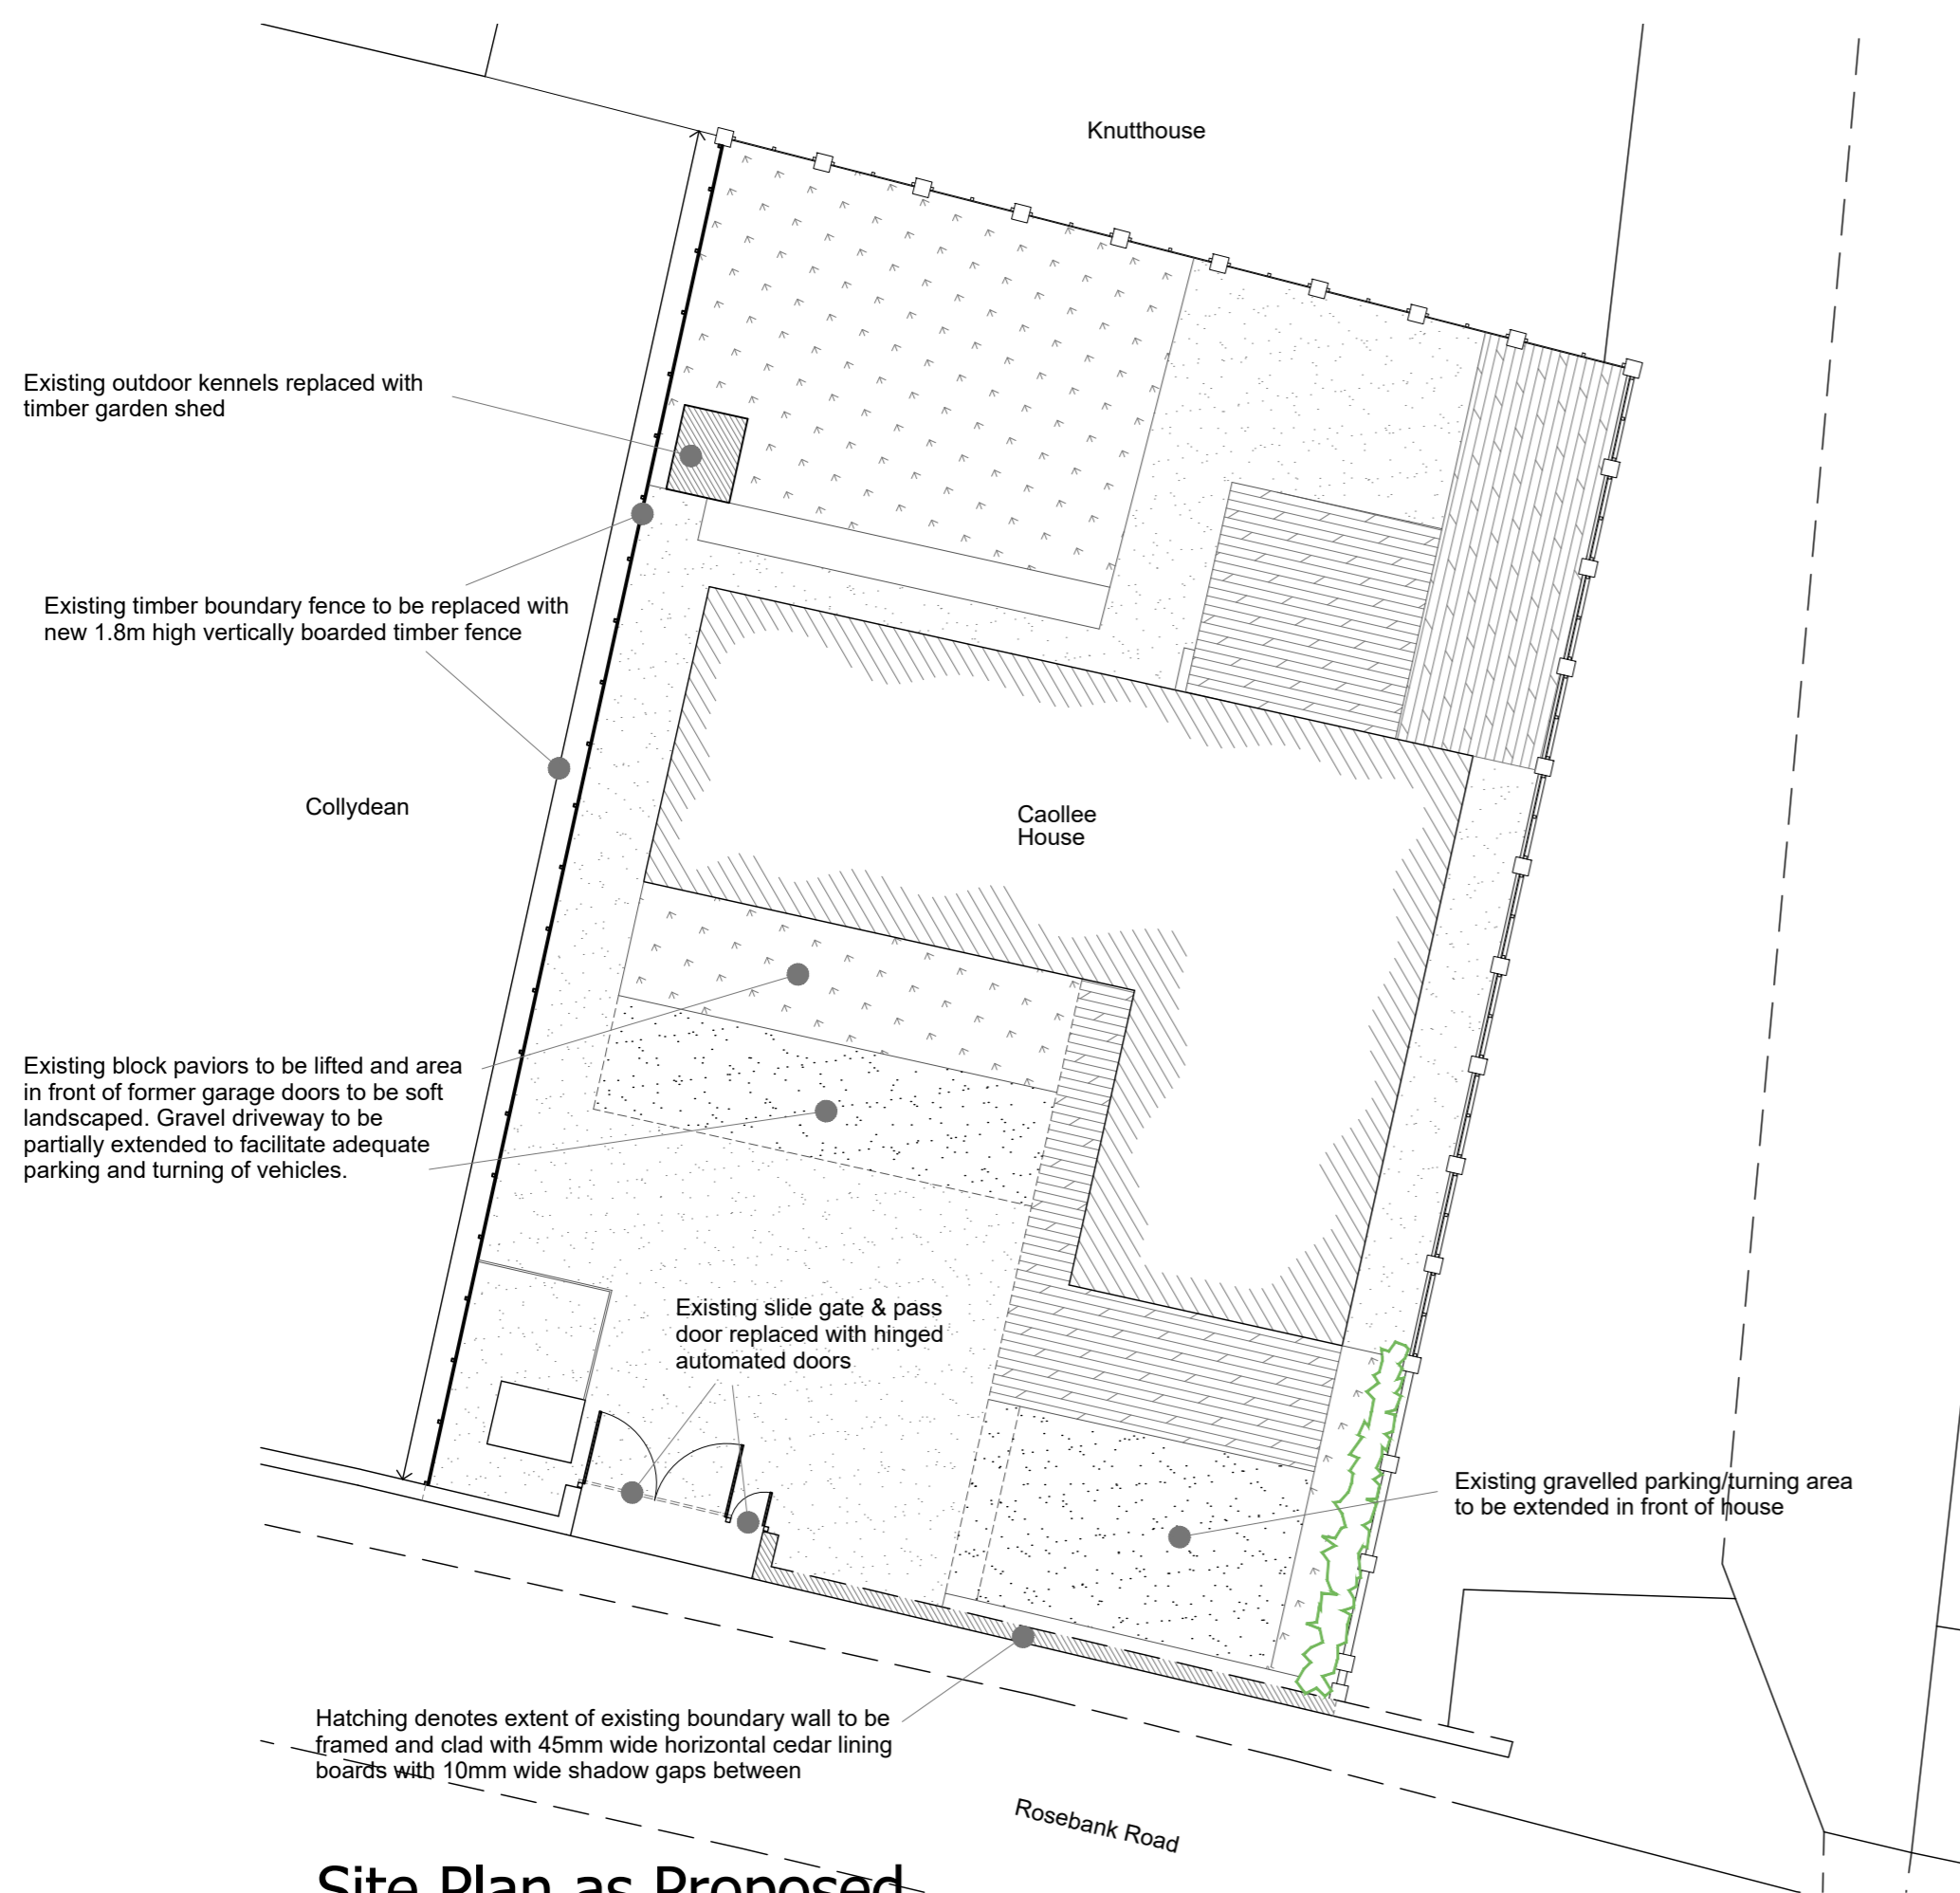 Knutthouse
Existing outdoor kennels replaced with
timber garden shed
Existing timber boundary fence to be replaced with
new 1.8m high vertically boarded timber fence
Collydean
Caollee
House
Existing block paviors to be lifted and area
in front of former garage doors to be soft
landscaped. Gravel driveway to be
partially extended to facilitate adequate
parking and turning of vehicles.
Existing slide gate & pass
door replaced with hinged
automated doors
Existing gravelled parking/turning area
to be extended in front of house
Hatching denotes extent of existing boundary wall to be
framed and clad with 45mm wide horizontal cedar lining
boards with 10mm wide shadow gaps between
Rosebank Road
Site Plan as Proposed